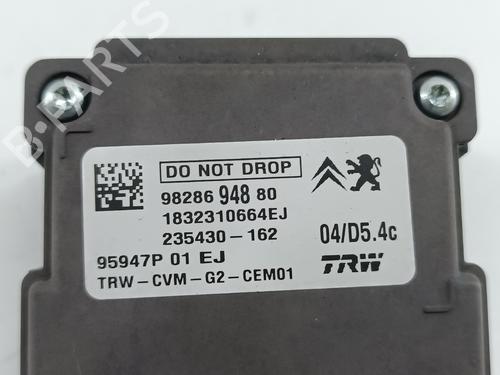 B-PARTS
DO NOT DROP
98286 948 80
1832310664EJ
235430-162
04/D5.4c
95947P 01 EJ
TRW-CVM-G2-CEM01
TRW